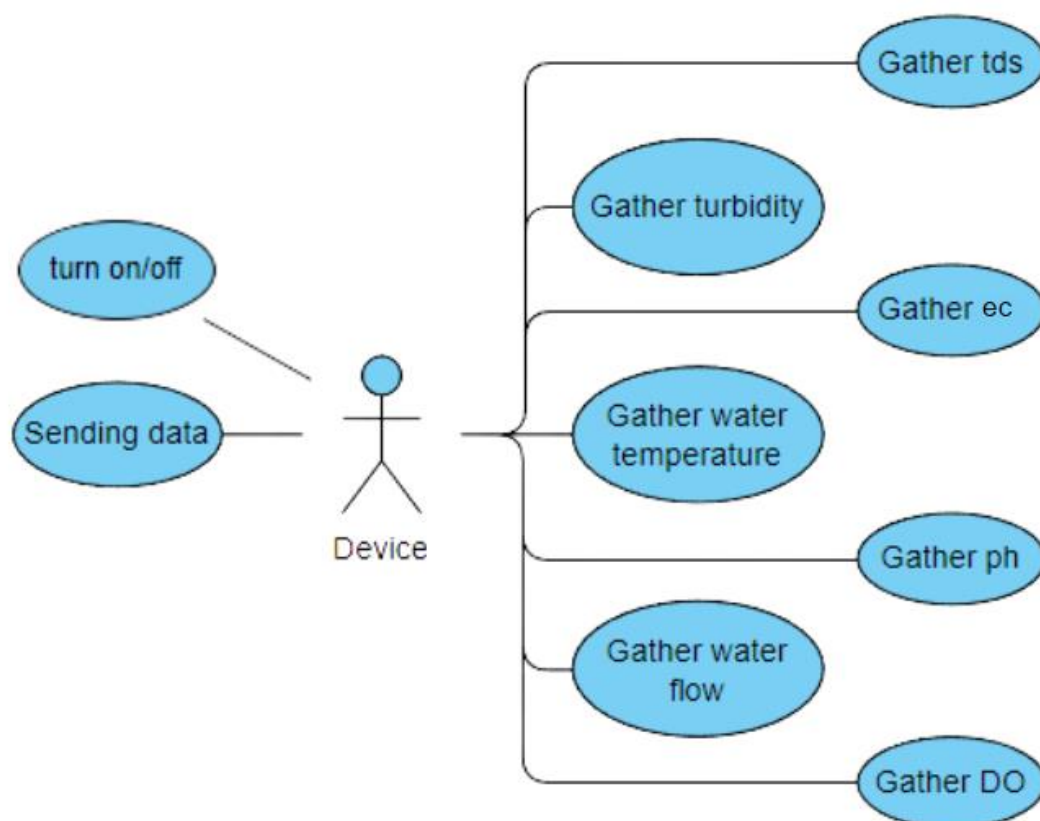 Gather tds
Gather turbidity
turn on/off
Gather ec
Sending data
Gather water
temperature
Device
Gather ph
Gather water
flow
Gather DO